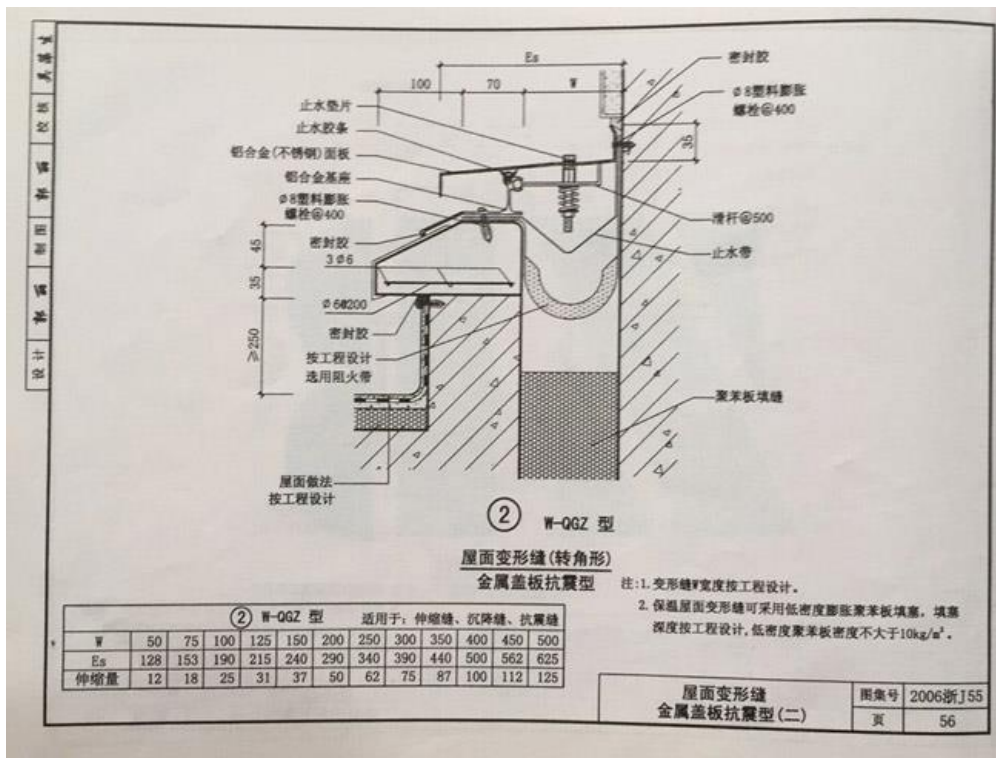 Es
100
70
W
密封胶
ø8塑料膨胀
螺栓@400
35
止水垫片
止水胶条
铝合金(不锈钢)面板
铝合金基座
ø8塑料膨胀
螺栓@400
密封胶
滑杆@500
止水带
45
35
≥250
3ø6
ø6@200
密封胶
按工程设计
选用阻火带
聚苯板填缝
屋面做法
按工程设计
校核
制图
设计
② W-QGZ 型
屋面变形缝(转角形)
金属盖板抗震型
注:1.变形缝W宽度按工程设计。
2.保温屋面变形缝可采用低密度膨胀聚苯板填塞，填塞
深度按工程设计,低密度聚苯板密度不大于10kg/m³。
② W-QGZ 型 适用于: 伸缩缝、沉降缝、抗震缝
W 50 75 100 125 150 200 250 300 350 400 450 500
Es 128 153 190 215 240 290 340 390 440 500 562 625
伸缩量 12 18 25 31 37 50 62 75 87 100 112 125
屋面变形缝
金属盖板抗震型(二)
图集号 2006浙J55
页 56